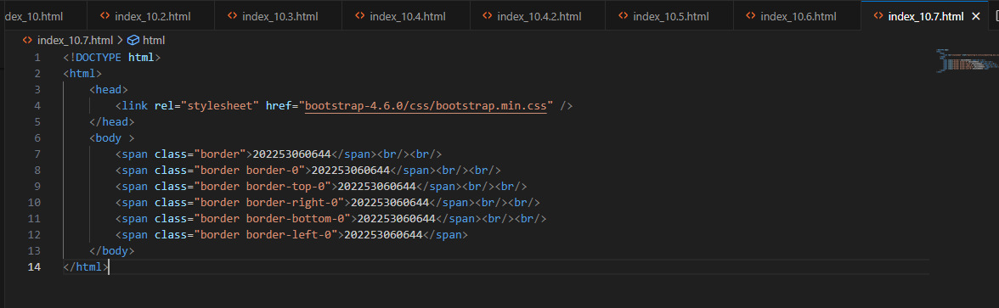 dex_10.html index_10.2.html index_10.3.html index_10.4.html index_10.4.2.html index_10.5.html index_10.6.html index_10.7.html
index_10.7.html > html
1 <!DOCTYPE html>
2 <html>
3 <head>
4 <link rel="stylesheet" href="bootstrap-4.6.0/css/bootstrap.min.css" />
5 </head>
6 <body >
7 <span class="border">202253060644</span><br/><br/>
8 <span class="border border-0">202253060644</span><br/><br/>
9 <span class="border border-top-0">202253060644</span><br/><br/>
10 <span class="border border-right-0">202253060644</span><br/><br/>
11 <span class="border border-bottom-0">202253060644</span><br/><br/>
12 <span class="border border-left-0">202253060644</span>
13 </body>
14 </html>